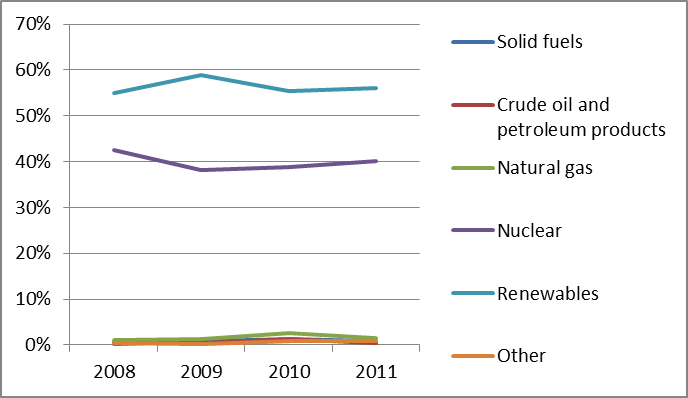 70%
60%
50%
40%
30%
20%
10%
0%
2008 2009 2010 2011
Solid fuels
Crude oil and
petroleum products
Natural gas
Nuclear
Renewables
Other